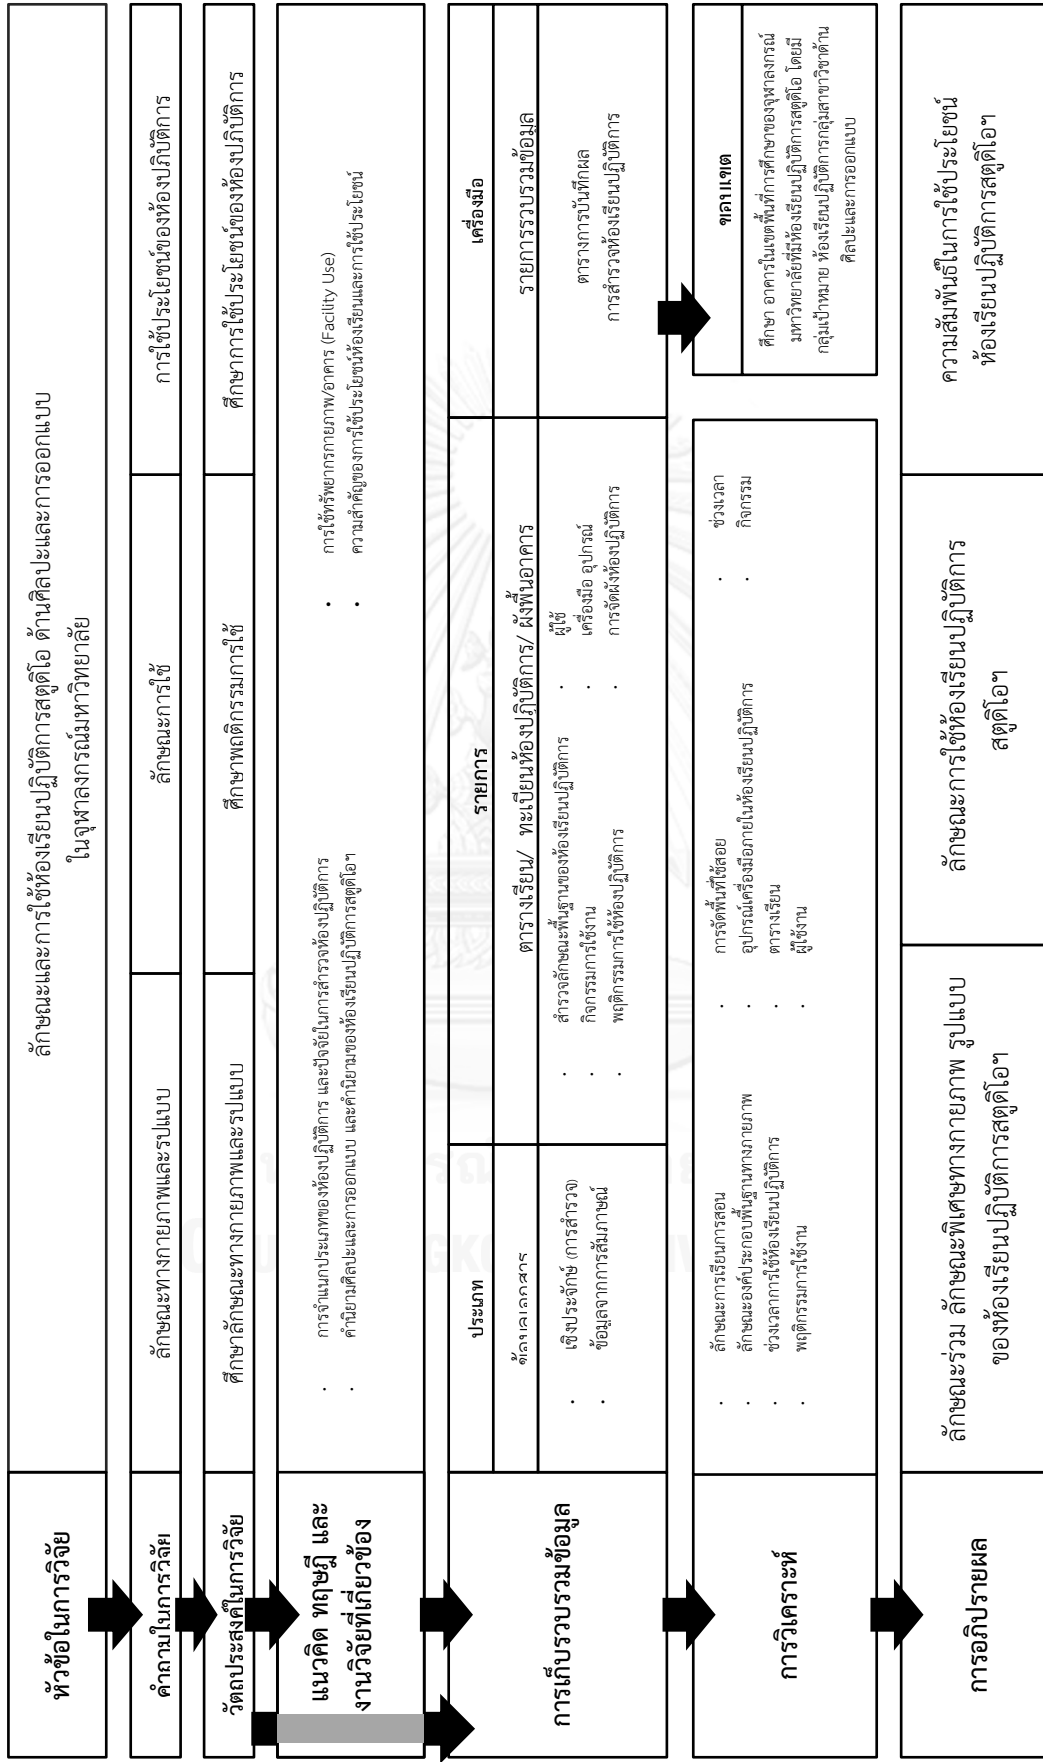 หัวข้อในการวิจัย
ลักษณะและการใช้ห้องเรียนปฏิบัติการสตูดิโอ ด้านศิลปะและการออกแบบ
ในจุฬาลงกรณ์มหาวิทยาลัย
คำถามในการวิจัย
ลักษณะทางกายภาพและรูปแบบ
ลักษณะการใช้
การใช้ประโยชน์ของห้องปฏิบัติการ
วัตถุประสงค์ในการวิจัย
ศึกษาลักษณะทางกายภาพและรูปแบบ
ศึกษาพฤติกรรมการใช้
ศึกษาการใช้ประโยชน์ของห้องปฏิบัติการ
แนวคิด ทฤษฎี และ
งานวิจัยที่เกี่ยวข้อง
· การจำแนกประเภทของห้องปฏิบัติการ และปัจจัยในการสำรวจห้องปฏิบัติการ
· คำนิยามศิลปะและการออกแบบ และคำนิยามของห้องเรียนปฏิบัติการสตูดิโอฯ
• การใช้ทรัพยากรกายภาพ/อาคาร (Facility Use)
• ความสำคัญของการใช้ประโยชน์ห้องเรียนและการใช้ประโยชน์
การเก็บรวบรวมข้อมูล
ประเภท
รายการ
เครื่องมือ
ข้อมูลเอกสาร
ตารางเรียน/ ทะเบียนห้องปฏิบัติการ/ ผังพื้นอาคาร
รายการรวบรวมข้อมูล
· เชิงประจักษ์ (การสำรวจ)
· ข้อมูลจากการสัมภาษณ์
· สำรวจลักษณะพื้นฐานของห้องเรียนปฏิบัติการ
· กิจกรรมการใช้งาน
· พฤติกรรมการใช้ห้องปฏิบัติการ
· ผู้ใช้
· เครื่องมือ อุปกรณ์
· การจัดผังห้องปฏิบัติการ
ตารางการบันทึกผล
การสำรวจห้องเรียนปฏิบัติการ
การวิเคราะห์
· ลักษณะการเรียนการสอน
· ลักษณะองค์ประกอบพื้นฐานทางกายภาพ
· ช่วงเวลาการใช้ห้องเรียนปฏิบัติการ
· พฤติกรรมการใช้งาน
· การจัดพื้นที่ใช้สอย
· อุปกรณ์เครื่องมือภายในห้องเรียนปฏิบัติการ
· ตารางเรียน
· ผู้ใช้งาน
· ช่วงเวลา
· กิจกรรม
ขอบเขต
ศึกษา อาคารในเขตพื้นที่การศึกษาของจุฬาลงกรณ์
มหาวิทยาลัยที่มีห้องเรียนปฏิบัติการสตูดิโอ โดยมี
กลุ่มเป้าหมาย ห้องเรียนปฏิบัติการกลุ่มสาขาวิชาด้าน
ศิลปะและการออกแบบ
การอภิปรายผล
ลักษณะร่วม ลักษณะพิเศษทางกายภาพ รูปแบบ
ของห้องเรียนปฏิบัติการสตูดิโอฯ
ลักษณะการใช้ห้องเรียนปฏิบัติการ
สตูดิโอฯ
ความสัมพันธ์ในการใช้ประโยชน์
ห้องเรียนปฏิบัติการสตูดิโอฯ